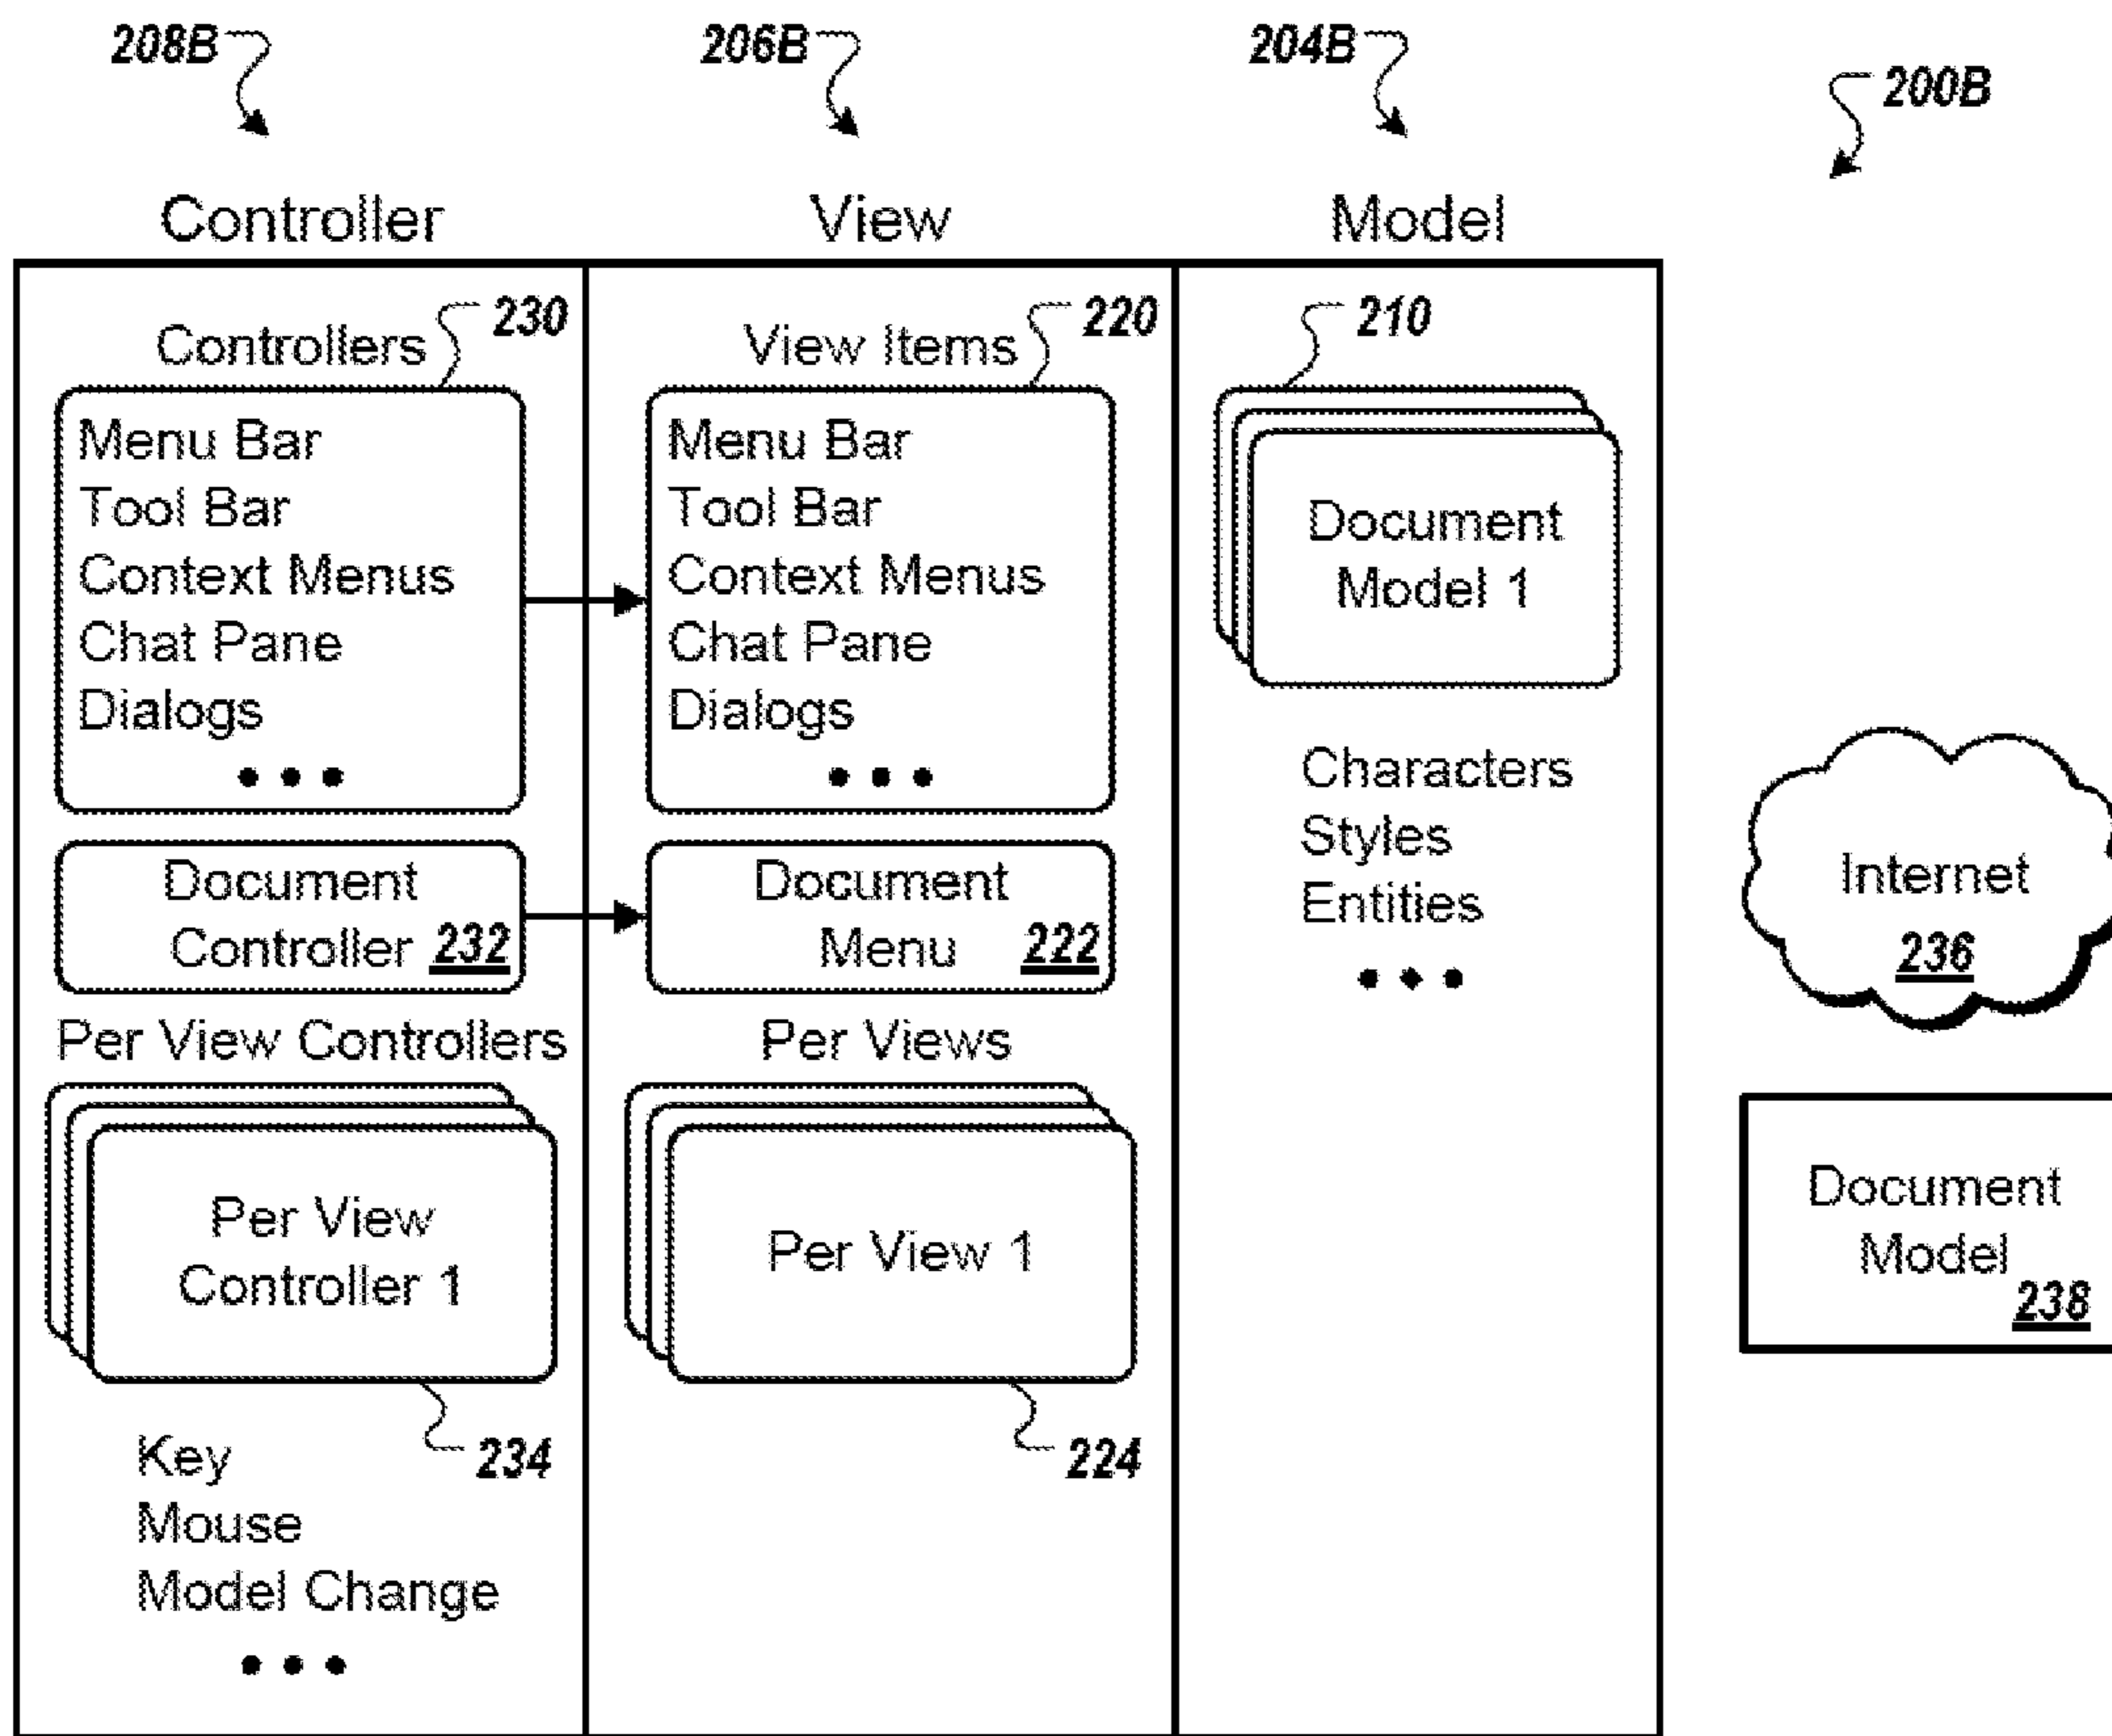 208B
206B
204B
200B
Controller
View
Model
Controllers
230
Menu Bar
Tool Bar
Context Menus
Chat Pane
Dialogs
• • •
Document
Controller 232
Per View Controllers
Per View
Controller 1
234
Key
Mouse
Model Change
• • •
View Items
220
Menu Bar
Tool Bar
Context Menus
Chat Pane
Dialogs
• • •
Document
Menu 222
Per Views
Per View 1
224
210
Document
Model 1
Characters
Styles
Entities
• • •
Internet
236
Document
Model
238